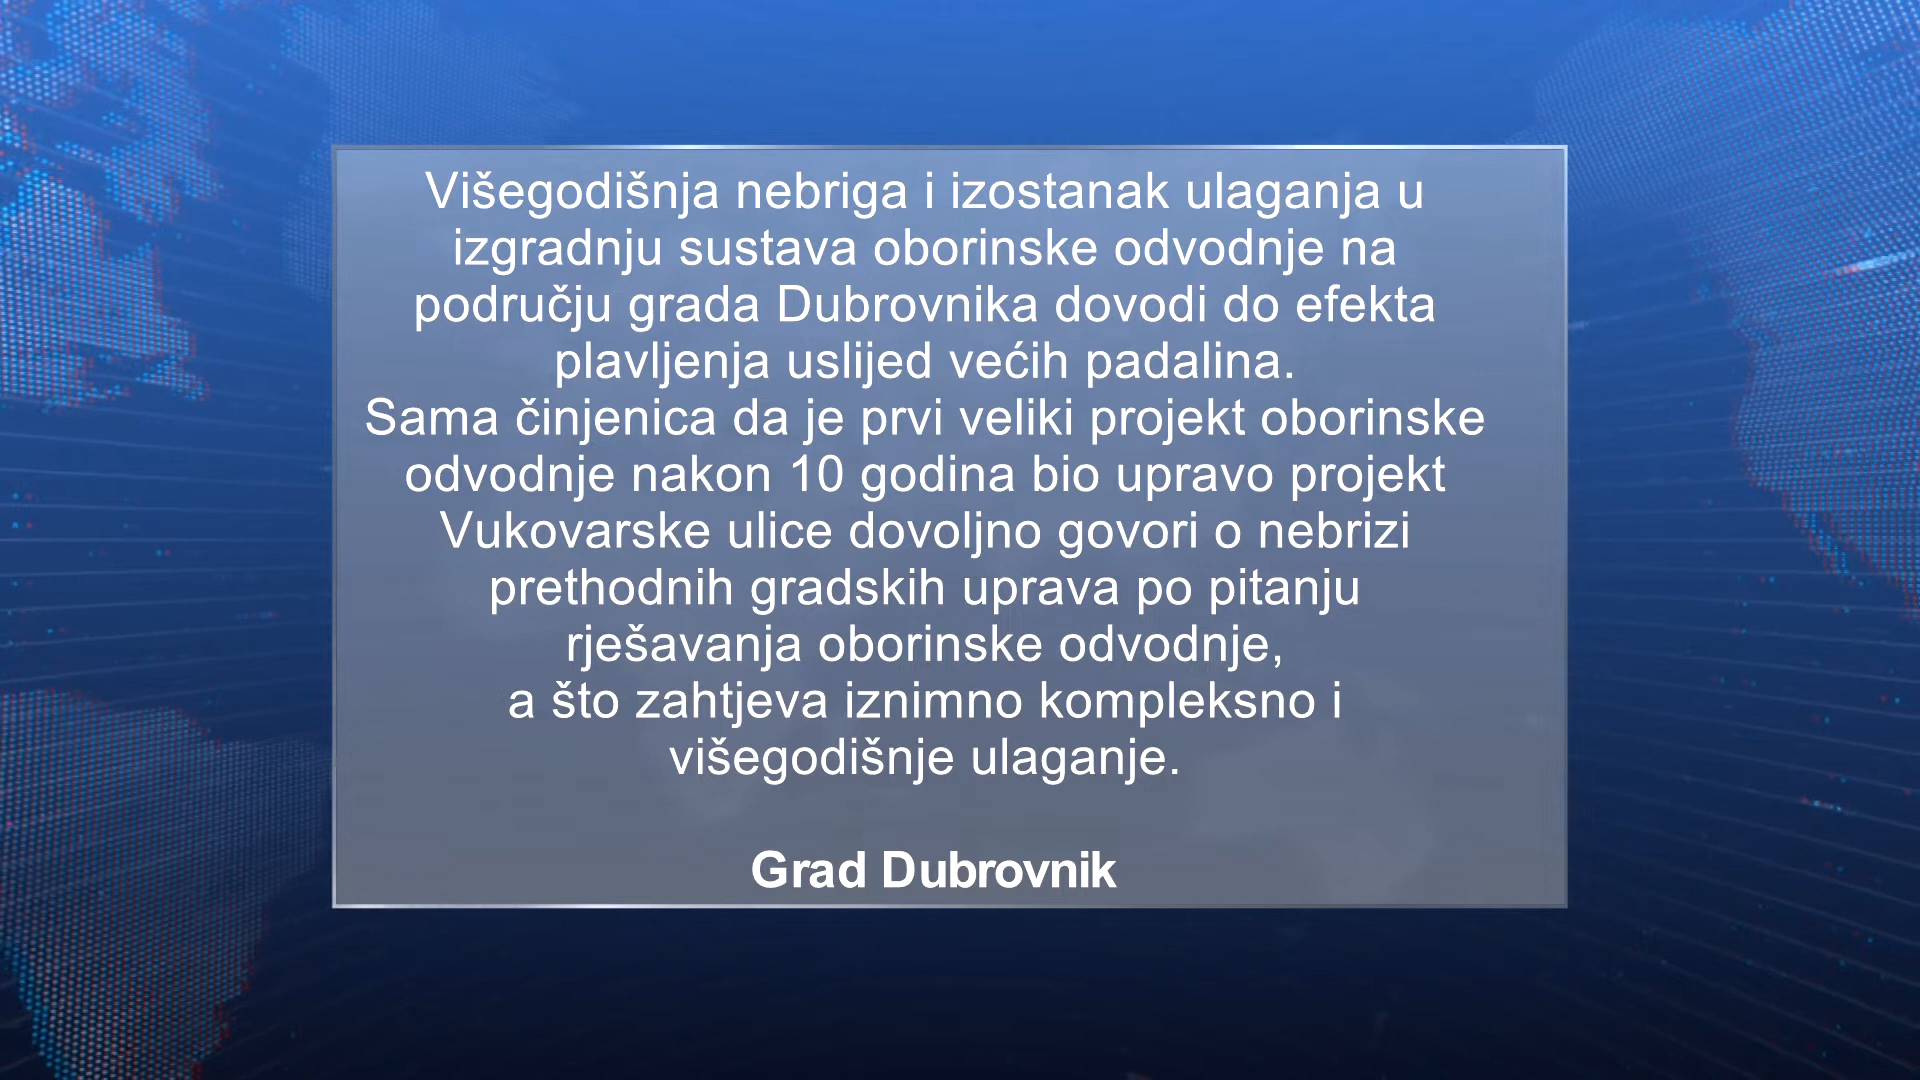 Višegodišnja nebriga i izostanak ulaganja u
izgradnju sustava oborinske odvodnje na
području grada Dubrovnika dovodi do efekta
plavljenja uslijed većih padalina.
Sama činjenica da je prvi veliki projekt oborinske
odvodnje nakon 10 godina bio upravo projekt
Vukovarske ulice dovoljno govori o nebrizi
prethodnih gradskih uprava po pitanju
rješavanja oborinske odvodnje,
a što zahtjeva iznimno kompleksno i
višegodišnje ulaganje.
Grad Dubrovnik